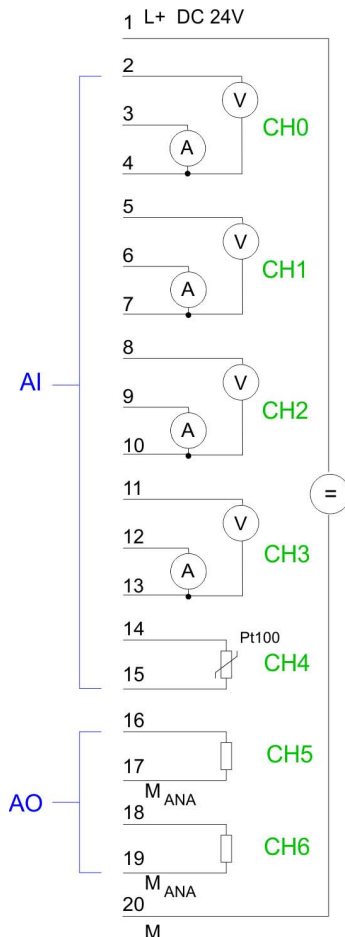 1 L+ DC 24V
2
V
CH0
3
A
4
5
V
CH1
6
A
7
8
V
CH2
AI
9
A
10
11
V
=
12
CH3
A
13
14
Pt100
CH4
15
16
CH5
17
M ANA
AO
18
CH6
19
M ANA
20
M